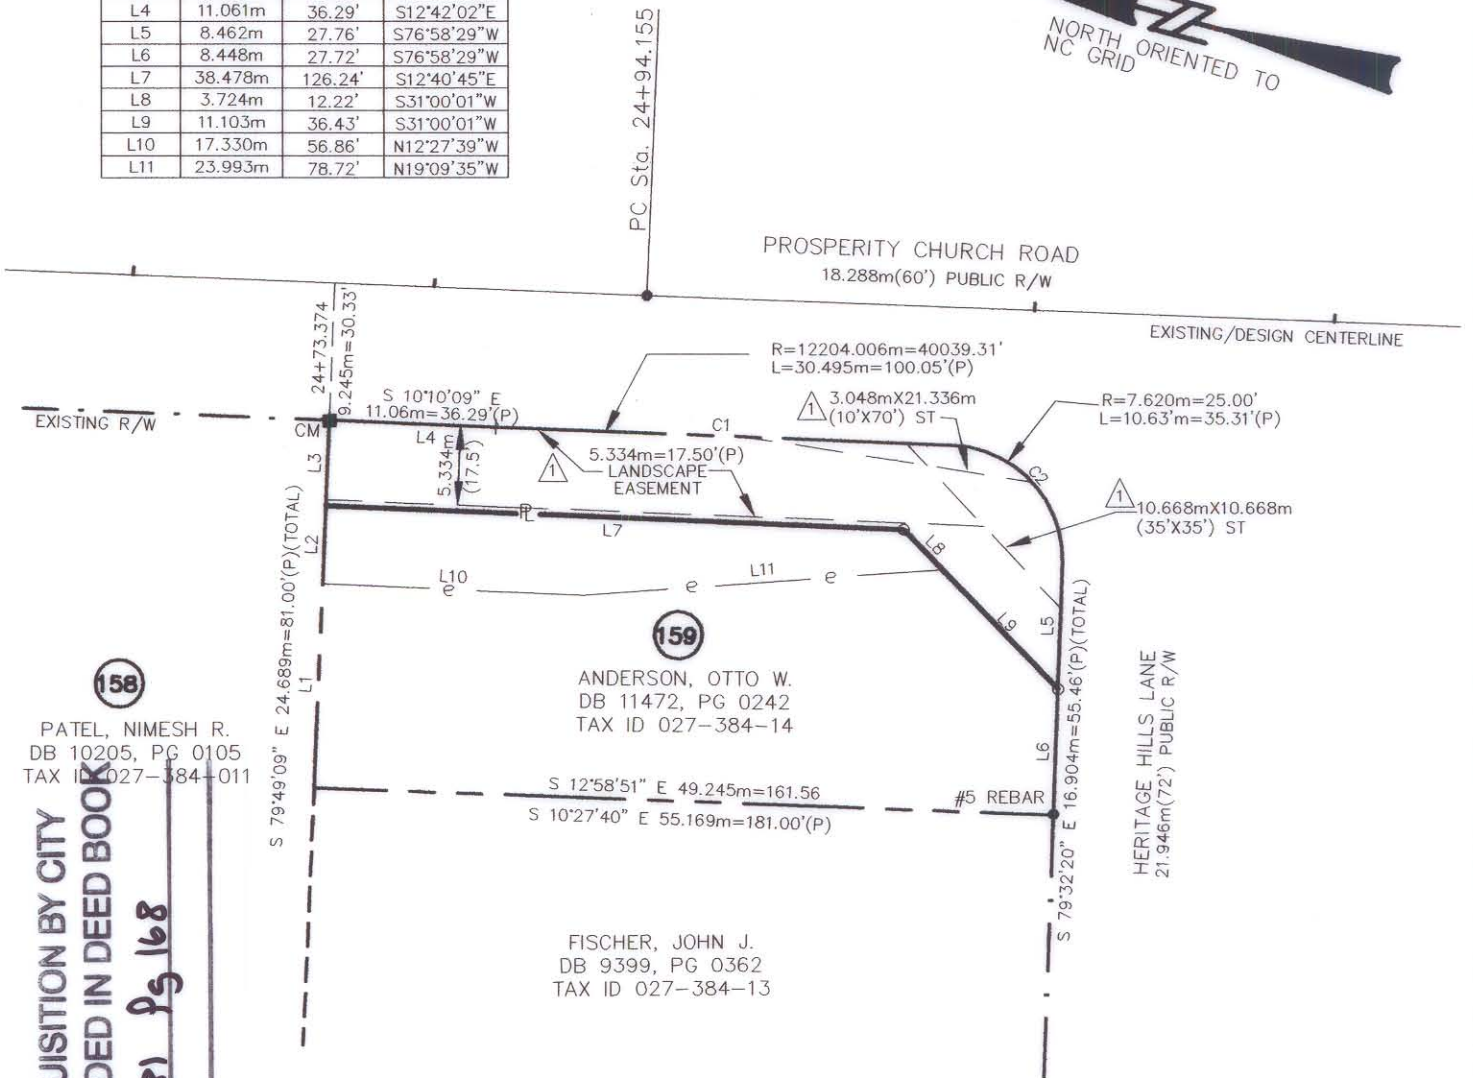 L4 11.061m 36.29' S12°42'02"E
L5 8.462m 27.76' S76°58'29"W
L6 8.448m 27.72' S76°58'29"W
L7 38.478m 126.24' S12°40'45"E
L8 3.724m 12.22' S31°00'01"W
L9 11.103m 36.43' S31°00'01"W
L10 17.330m 56.86' N12°27'39"W
L11 23.993m 78.72' N19°09'35"W
PC Sta. 24+94.155
NORTH ORIENTED TO
NC GRID
PROSPERITY CHURCH ROAD
18.288m(60') PUBLIC R/W
EXISTING/DESIGN CENTERLINE
24+73.374
9.245m=30.33'
R=12204.006m=40039.31'
L=30.495m=100.05'(P)
EXISTING R/W
S 10°10'09" E
11.06m=36.29'(P)
CM
L4
C1
1
3.048mX21.336m
(10'X70') ST
R=7.620m=25.00'
L=10.63'm=35.31'(P)
L3
5.334m
(17.5')
1
5.334m=17.50'(P)
LANDSCAPE
EASEMENT
C2
1
10.668mX10.668m
(35'X35') ST
PL
L7
L8
L2
L10
e
e
L11
e
L9
L5
S 79°49'09" E 24.689m=81.00'(P)(TOTAL)
L1
158
PATEL, NIMESH R.
DB 10205, PG 0105
TAX ID 027-384-011
159
ANDERSON, OTTO W.
DB 11472, PG 0242
TAX ID 027-384-14
L6
S 79°32'20" E 16.904m=55.46'(P)(TOTAL)
HERITAGE HILLS LANE
21.946m(72') PUBLIC R/W
S 12°58'51" E 49.245m=161.56
#5 REBAR
S 10°27'40" E 55.169m=181.00'(P)
FISCHER, JOHN J.
DB 9399, PG 0362
TAX ID 027-384-13
UISITION BY CITY
DED IN DEED BOOK
Pg 168